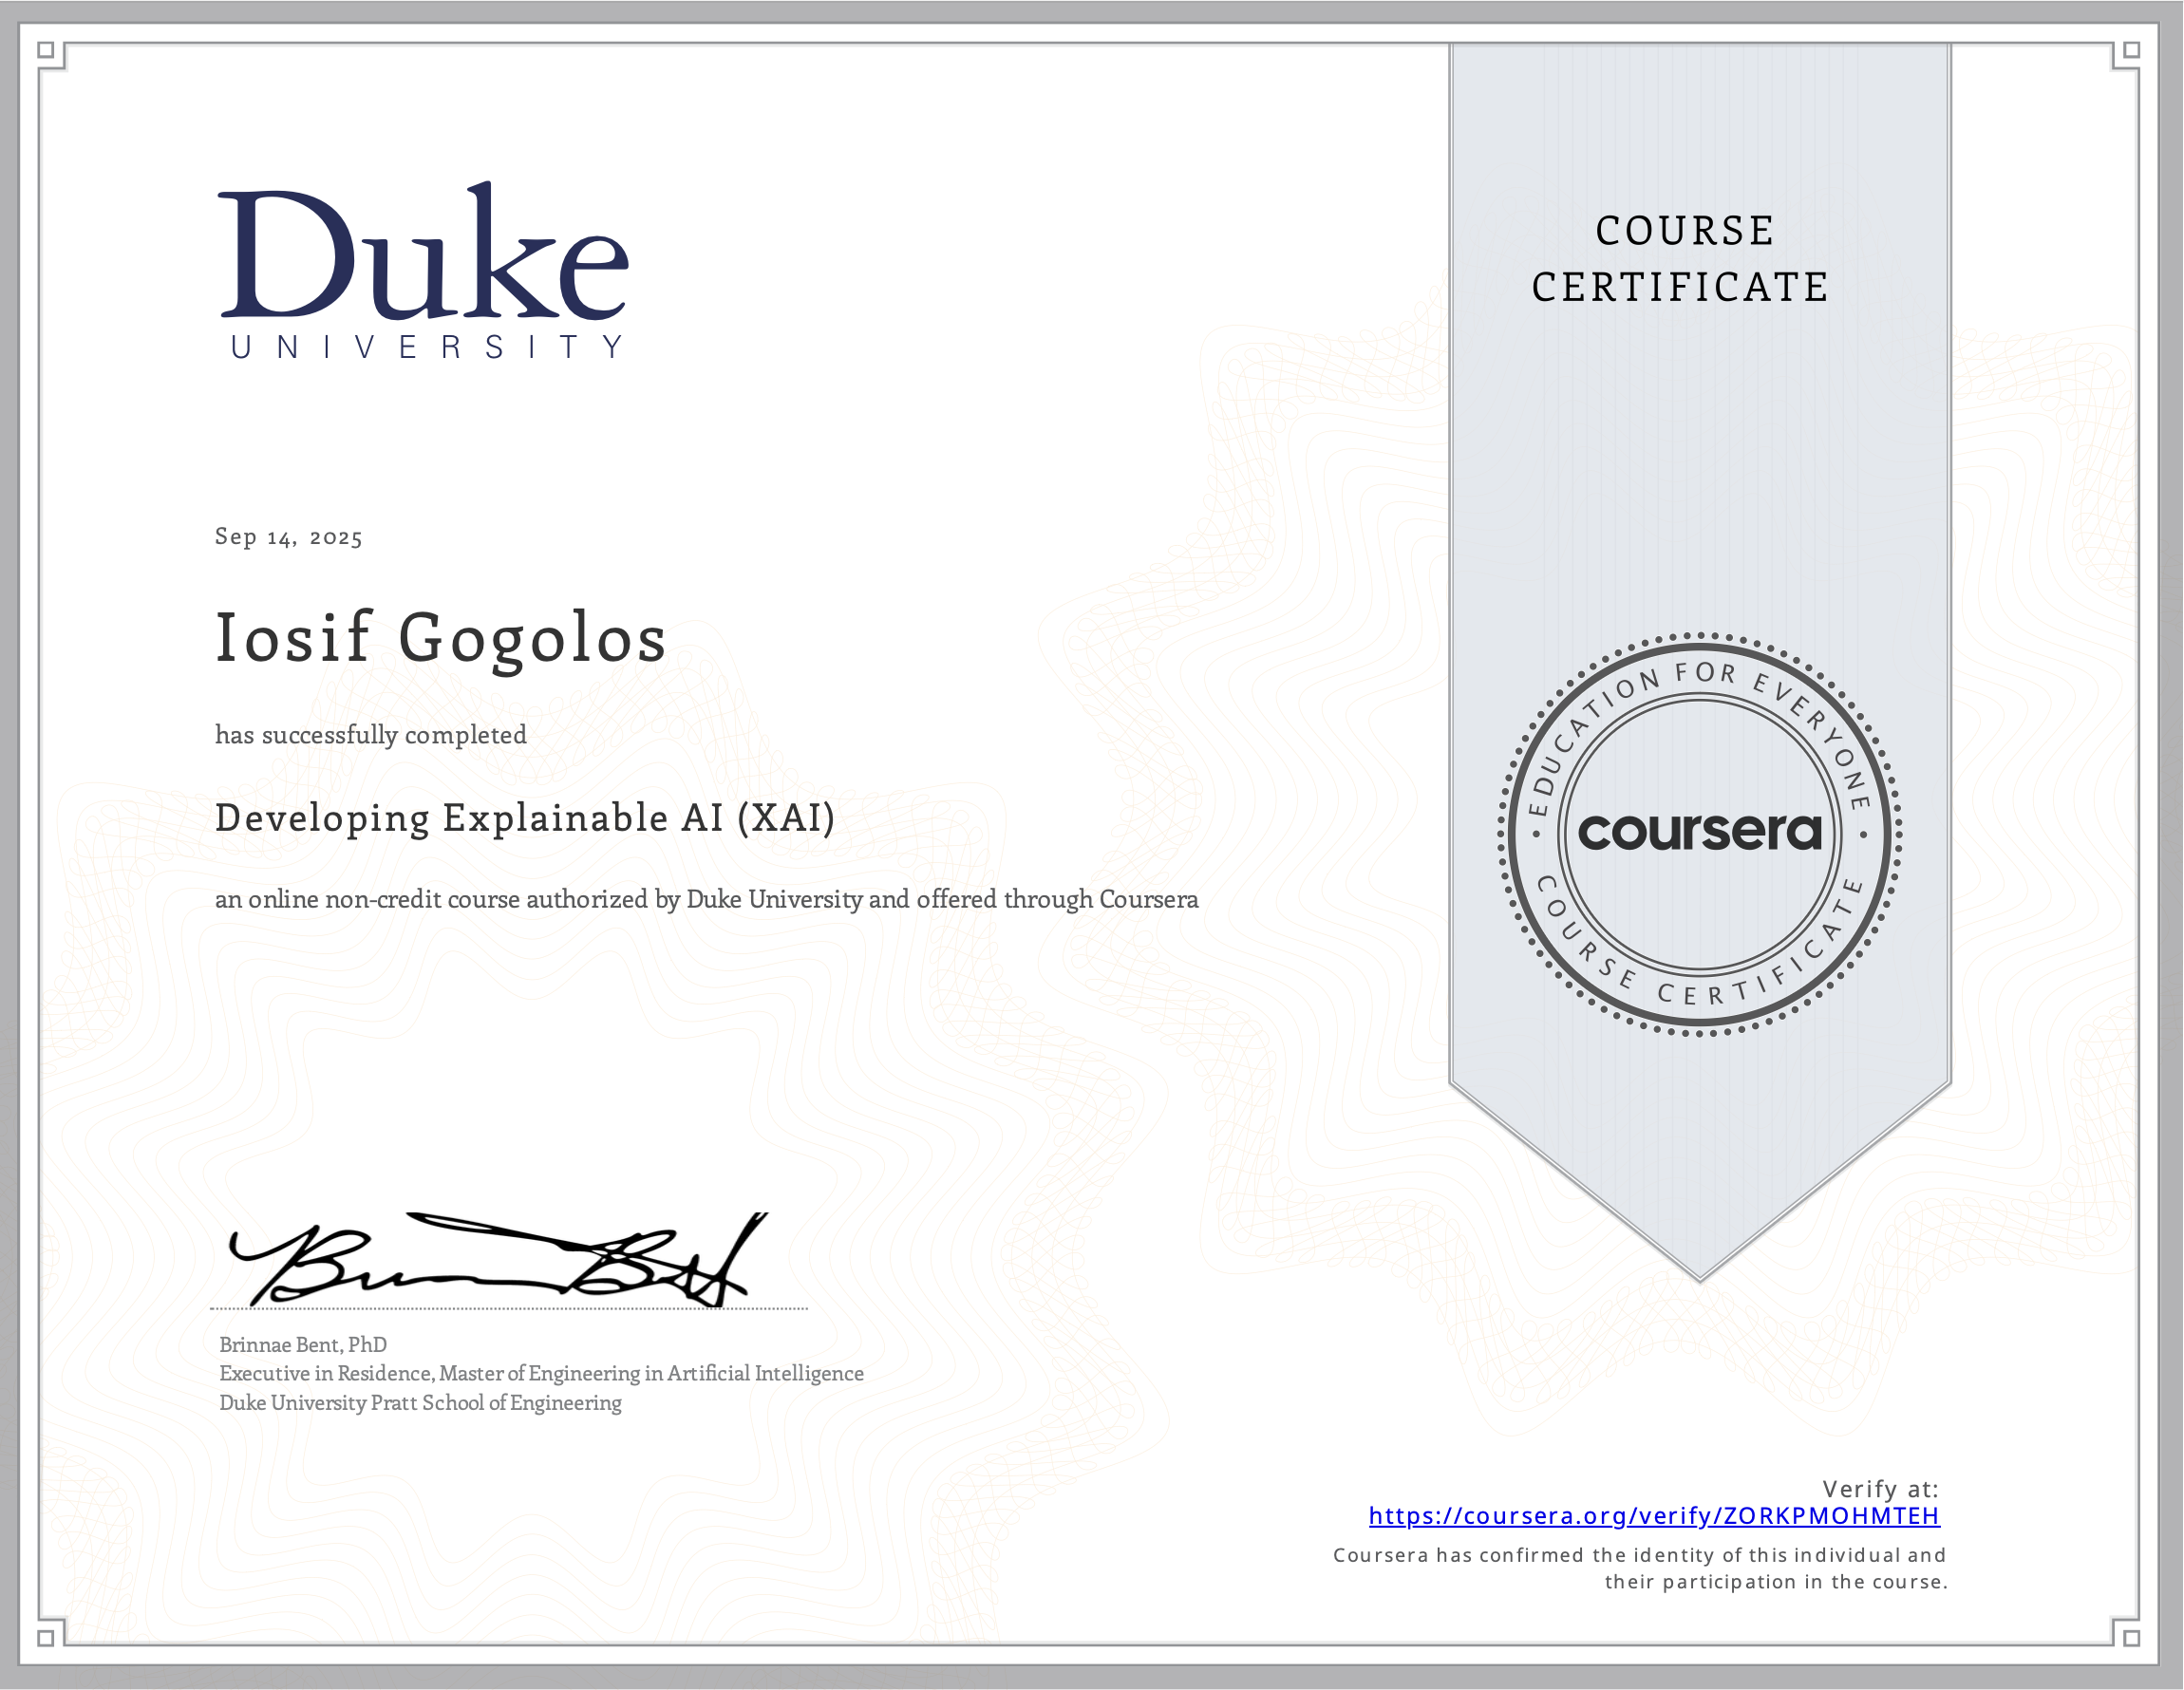 Duke
UNIVERSITY
COURSE
CERTIFICATE
Sep 14, 2025
Iosif Gogolos
has successfully completed
Developing Explainable AI (XAI)
an online non-credit course authorized by Duke University and offered through Coursera
EDUCATION FOR EVERYONE
coursera
COURSE CERTIFICATE
Brinnae Bent, PhD
Executive in Residence, Master of Engineering in Artificial Intelligence
Duke University Pratt School of Engineering
Verify at:
https://coursera.org/verify/ZORKPMOHMTEH
Coursera has confirmed the identity of this individual and
their participation in the course.